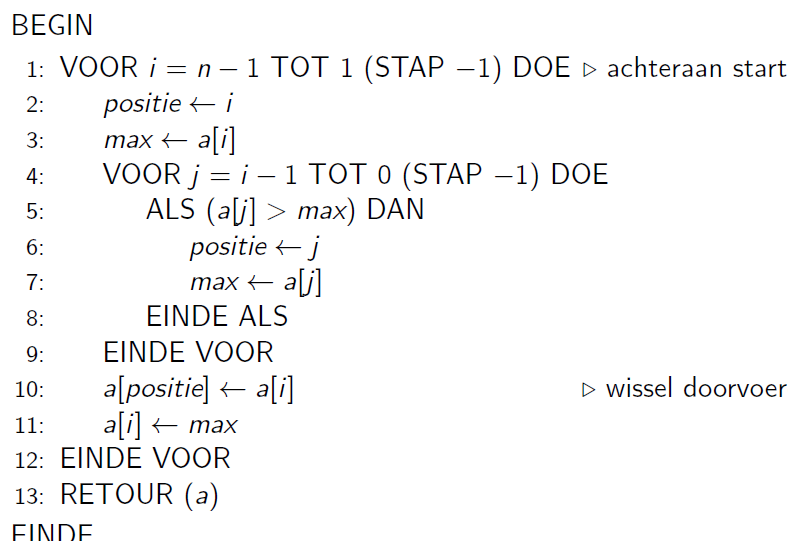 BEGIN
1: VOOR i = n − 1 TOT 1 (STAP −1) DOE ▷ achteraan start
2: positie ← i
3: max ← a[i]
4: VOOR j = i − 1 TOT 0 (STAP −1) DOE
5: ALS (a[j] > max) DAN
6: positie ← j
7: max ← a[j]
8: EINDE ALS
9: EINDE VOOR
10: a[positie] ← a[i] ▷ wissel doorvoer
11: a[i] ← max
12: EINDE VOOR
13: RETOUR (a)
EINDE